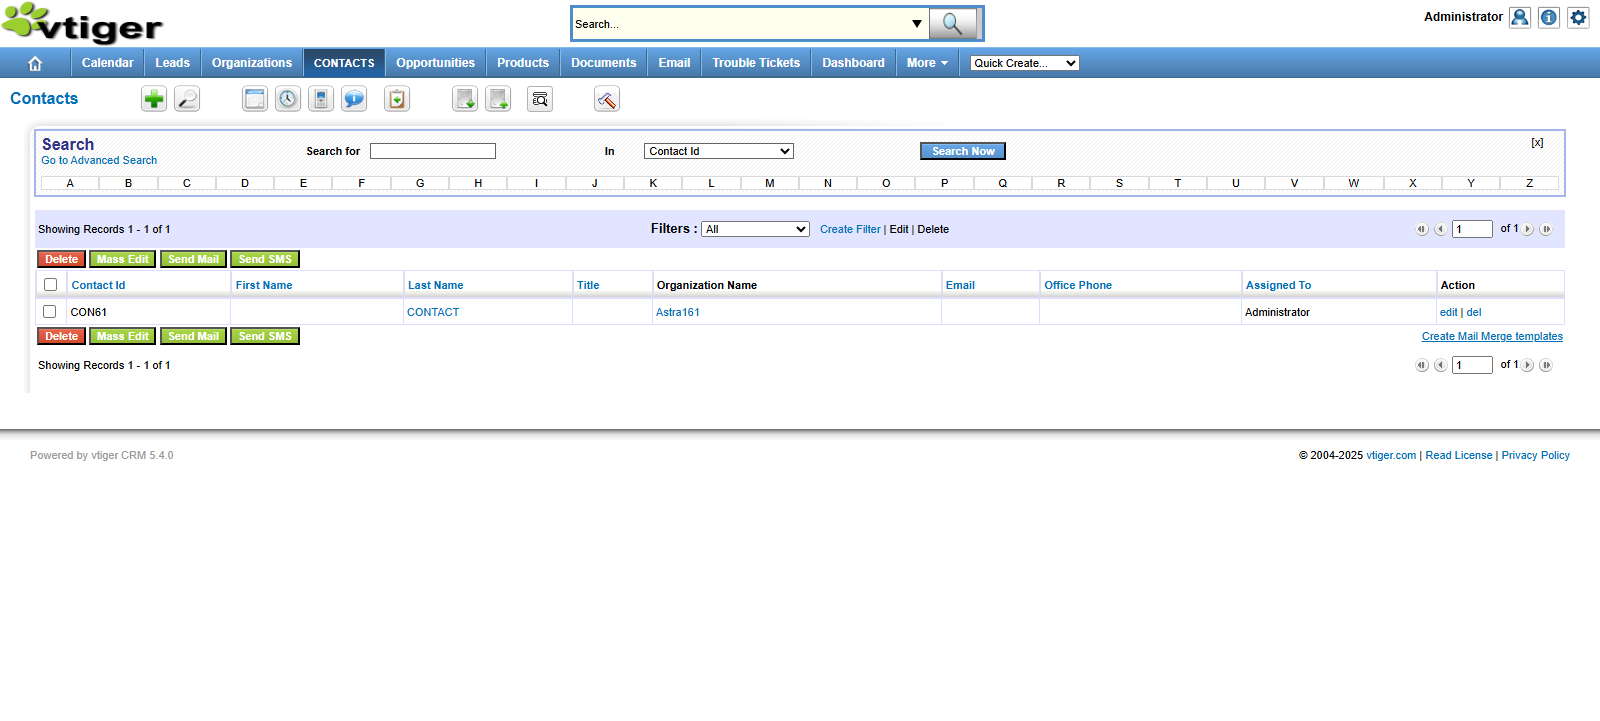 vtiger
Search...
Administrator
Calendar Leads Organizations CONTACTS Opportunities Products Documents Email Trouble Tickets Dashboard More Quick Create...
Contacts
Search
Go to Advanced Search
Search for In Contact Id Search Now [x]
A B C D E F G H I J K L M N O P Q R S T U V W X Y Z
Showing Records 1 - 1 of 1 Filters : All Create Filter | Edit | Delete 1 of 1
Delete Mass Edit Send Mail Send SMS
Contact Id First Name Last Name Title Organization Name Email Office Phone Assigned To Action
CON61 CONTACT Astra161 Administrator edit | del
Delete Mass Edit Send Mail Send SMS Create Mail Merge templates
Showing Records 1 - 1 of 1 1 of 1
Powered by vtiger CRM 5.4.0 © 2004-2025 vtiger.com | Read License | Privacy Policy